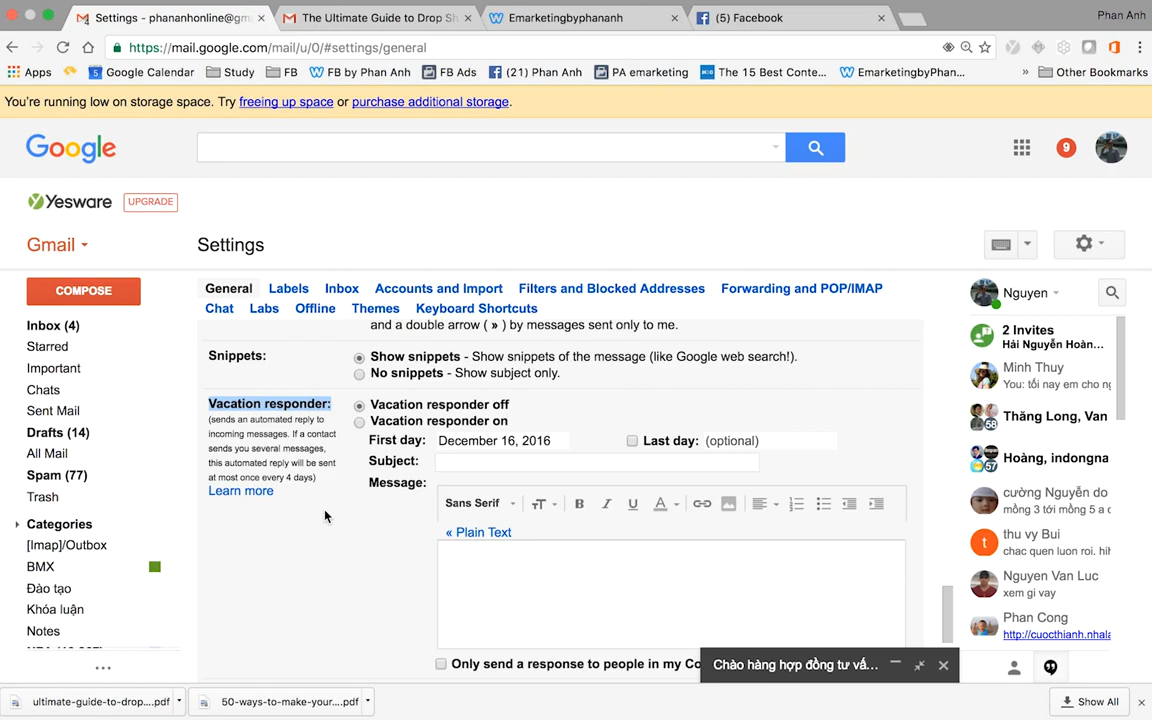 Settings - phananhonline@gm
The Ultimate Guide to Drop Sh
Emarketingbyphananh
(5) Facebook
Phan Anh
https://mail.google.com/mail/u/0/#settings/general
Apps
5 Google Calendar
Study
FB
FB by Phan Anh
FB Ads
(21) Phan Anh
PA emarketing
The 15 Best Conte...
EmarketingbyPhan...
» Other Bookmarks
You're running low on storage space. Try freeing up space or purchase additional storage.
Google
9
Yesware UPGRADE
Gmail
Settings
COMPOSE
Inbox (4)
Starred
Important
Chats
Sent Mail
Drafts (14)
All Mail
Spam (77)
Trash
Categories
[Imap]/Outbox
BMX
Đào tạo
Khóa luận
Notes
General Labels Inbox Accounts and Import Filters and Blocked Addresses Forwarding and POP/IMAP
Chat Labs Offline Themes Keyboard Shortcuts
and a double arrow ( » ) by messages sent only to me.
Snippets:
Show snippets - Show snippets of the message (like Google web search!).
No snippets - Show subject only.
Vacation responder:
(sends an automated reply to
incoming messages. If a contact
sends you several messages,
this automated reply will be sent
at most once every 4 days)
Learn more
Vacation responder off
Vacation responder on
First day: December 16, 2016 Last day: (optional)
Subject:
Message:
Sans Serif
« Plain Text
Only send a response to people in my Co
Nguyen
2 Invites
Hải Nguyễn Hoàn...
Minh Thuy
You: tối nay em cho ng
Thăng Long, Van
58
Hoàng, indongna
57
cường Nguyễn do
mồng 3 tới mồng 5 a c
t
thu vy Bui
chac quen luon roi. hih
Nguyen Van Luc
xem gi vay
Phan Cong
http://cuocthianh.nhala
Chào hàng hợp đồng tư vấ...
ultimate-guide-to-drop....pdf
50-ways-to-make-your....pdf
Show All